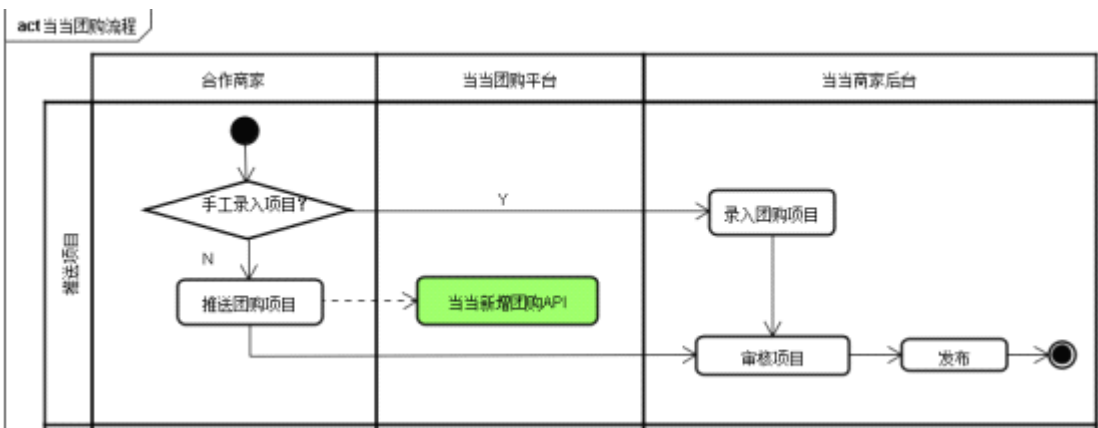 act当当团购流程
合作商家
当当团购平台
当当商家后台
推送项目
手工录入项目?
Y
录入团购项目
N
推送团购项目
当当新增团购API
审核项目
发布